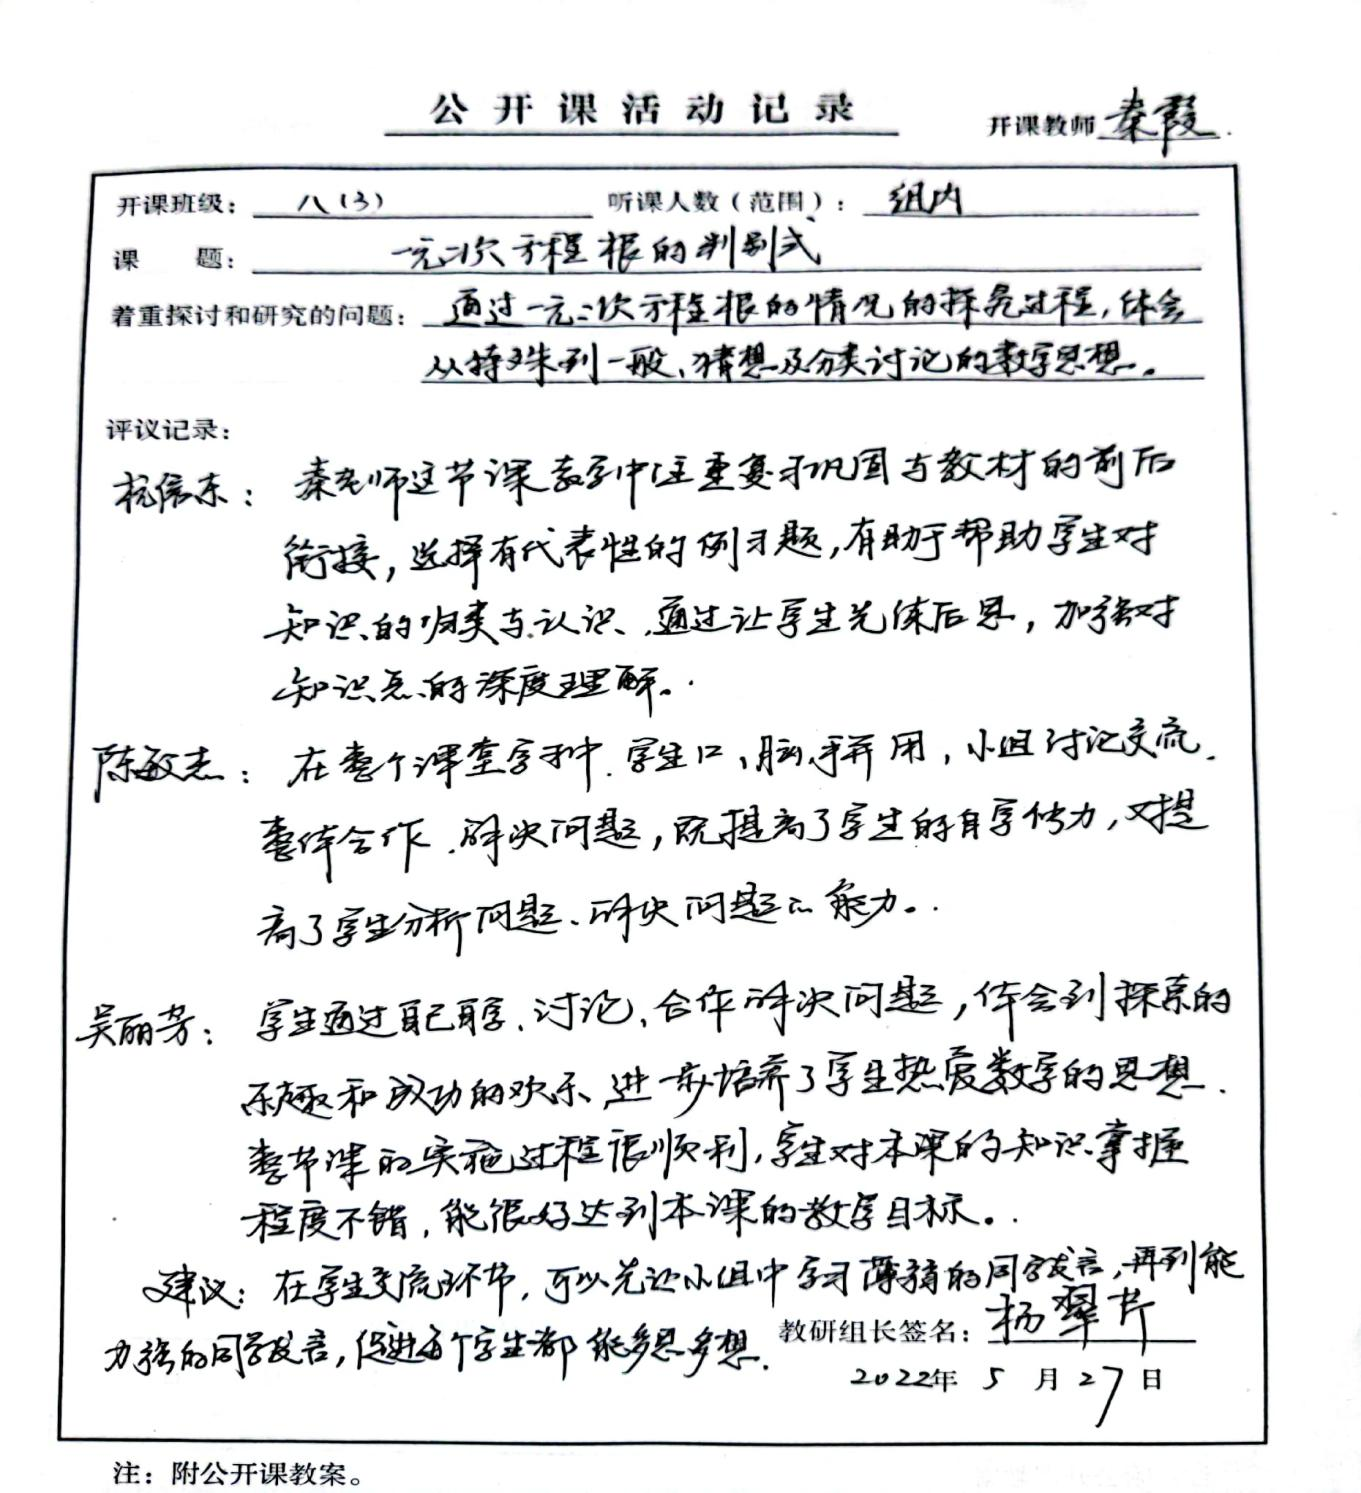 公开课活动记录
开课教师 秦霞
开课班级： 八(3) 听课人数（范围）： 组内
课 题： 一元二次方程根的判别式
着重探讨和研究的问题： 通过一元二次方程根的情况的探究过程，体会
从特殊到一般、猜想及分类讨论的数学思想。
评议记录：
杭信东： 秦老师这节课教学中注重复习巩固与教材的前后
衔接，选择有代表性的例习题，有助于帮助学生对
知识的归类与认识、通过让学生先练后思，加强对
知识点的深度理解。
陈敏杰： 在整个课堂学习中．学生口、脑、手并用，小组讨论交流．
整体合作．解决问题，既提高了学生的自学能力，又提
高了学生分析问题、解决问题的能力。
吴丽芳： 学生通过自己自学、讨论、合作解决问题，体会到探索的
乐趣和成功的欢乐、进一步培养了学生热爱数学的思想．
整节课的实施过程很顺利，学生对本课的知识掌握
程度不错，能很好达到本课的教学目标。
建议：在学生交流环节，可以先让小组中学习薄弱的同学发言，再到能
力强的同学发言，促进每个学生都能多思多想．
教研组长签名： 杨翠芹
2022年 5 月 27 日
注：附公开课教案。